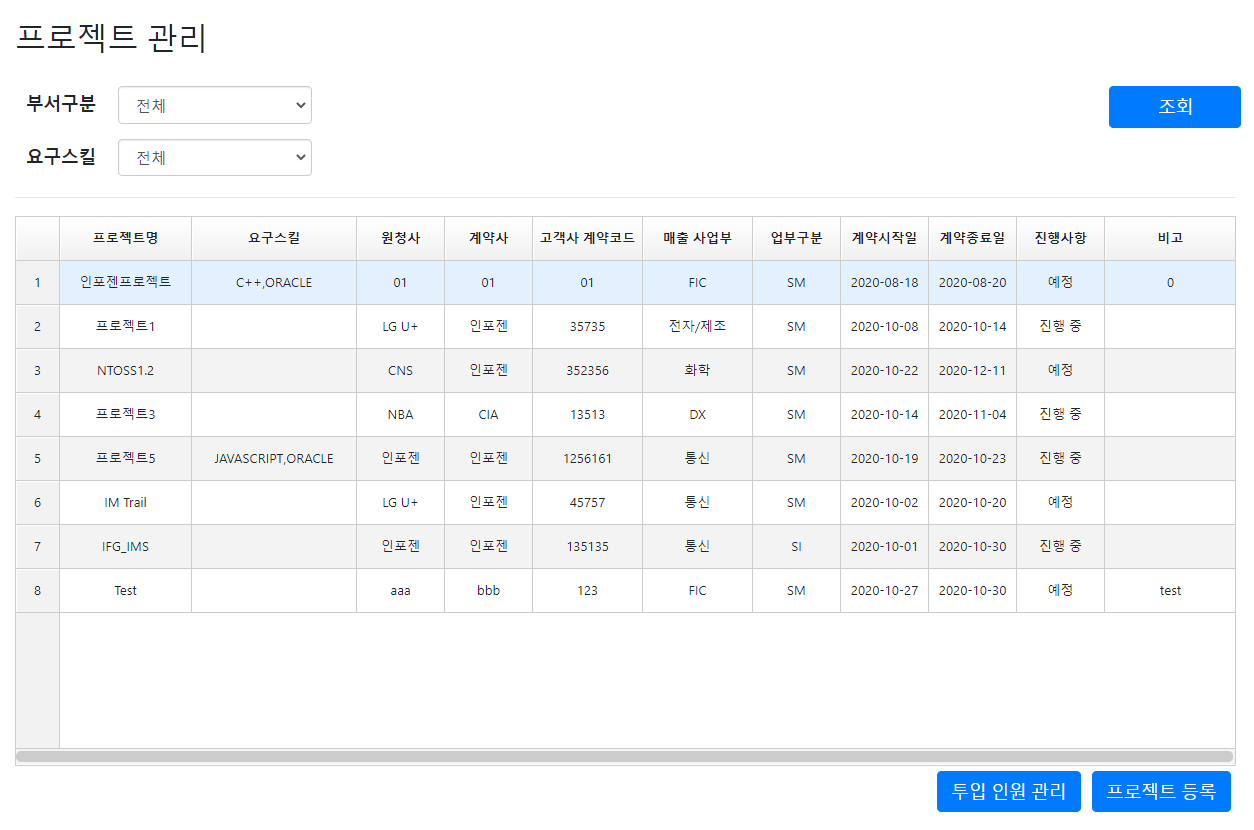 프로젝트 관리
부서구분 전체 조회
요구스킬 전체
프로젝트명 요구스킬 원청사 계약사 고객사 계약코드 매출 사업부 업부구분 계약시작일 계약종료일 진행사항 비고
1 인포젠프로젝트 C++,ORACLE 01 01 01 FIC SM 2020-08-18 2020-08-20 예정 0
2 프로젝트1 LG U+ 인포젠 35735 전자/제조 SM 2020-10-08 2020-10-14 진행 중
3 NTOSS1.2 CNS 인포젠 352356 화학 SM 2020-10-22 2020-12-11 예정
4 프로젝트3 NBA CIA 13513 DX SM 2020-10-14 2020-11-04 진행 중
5 프로젝트5 JAVASCRIPT,ORACLE 인포젠 인포젠 1256161 통신 SM 2020-10-19 2020-10-23 진행 중
6 IM Trail LG U+ 인포젠 45757 통신 SM 2020-10-02 2020-10-20 예정
7 IFG_IMS 인포젠 인포젠 135135 통신 SI 2020-10-01 2020-10-30 진행 중
8 Test aaa bbb 123 FIC SM 2020-10-27 2020-10-30 예정 test
투입 인원 관리 프로젝트 등록